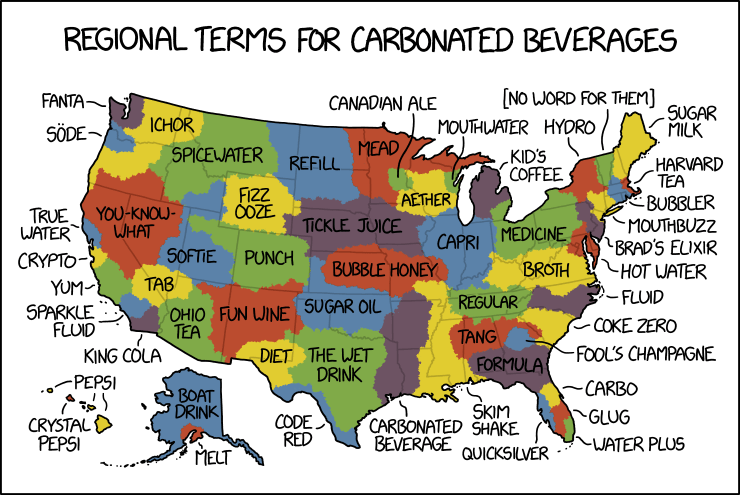 REGIONAL TERMS FOR CARBONATED BEVERAGES
FANTA
SÖDE
ICHOR
SPICEWATER
REFILL
CANADIAN ALE
MEAD
MOUTHWATER
[NO WORD FOR THEM]
HYDRO
SUGAR
MILK
KID'S
COFFEE
HARVARD
TEA
BUBBLER
MOUTHBUZZ
BRAD'S ELIXIR
HOT WATER
FLUID
FIZZ
OOZE
AETHER
TRUE
WATER
YOU-KNOW-
WHAT
TICKLE JUICE
CAPRI
MEDICINE
CRYPTO
SOFTIE
PUNCH
BUBBLE HONEY
BROTH
YUM
TAB
SPARKLE
FLUID
OHIO
TEA
FUN WINE
SUGAR OIL
REGULAR
COKE ZERO
KING COLA
DIET
THE WET
DRINK
TANG
FOOL'S CHAMPAGNE
FORMULA
PEPSI
CRYSTAL
PEPSI
BOAT
DRINK
MELT
CODE
RED
CARBONATED
BEVERAGE
SKIM
SHAKE
QUICKSILVER
CARBO
GLUG
WATER PLUS